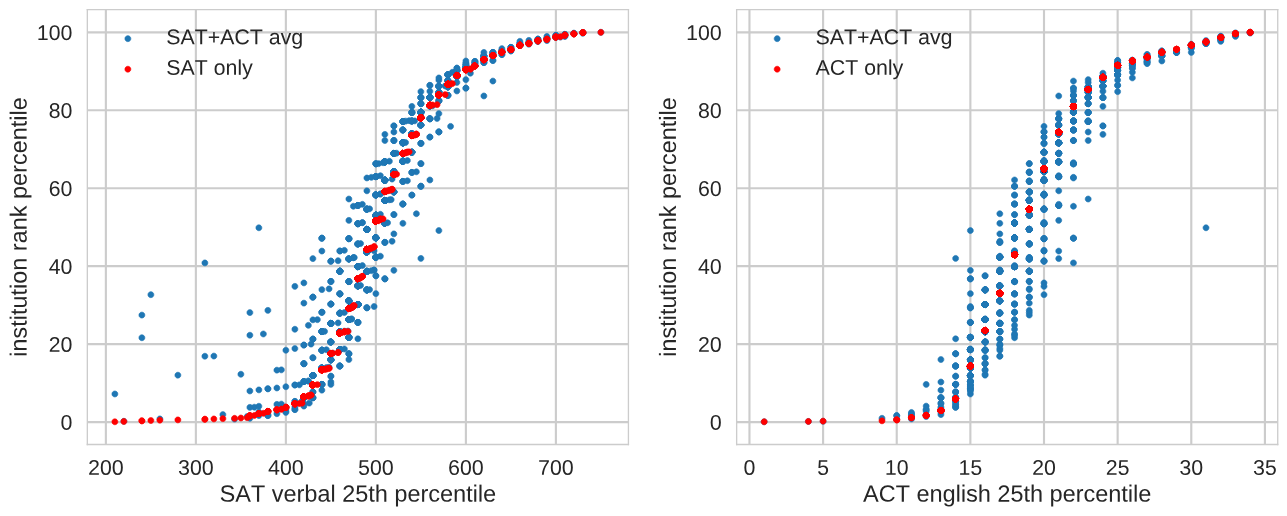 institution rank percentile
100
80
60
40
20
0
SAT+ACT avg
SAT only
200 300 400 500 600 700
SAT verbal 25th percentile
institution rank percentile
100
80
60
40
20
0
SAT+ACT avg
ACT only
0 5 10 15 20 25 30 35
ACT english 25th percentile